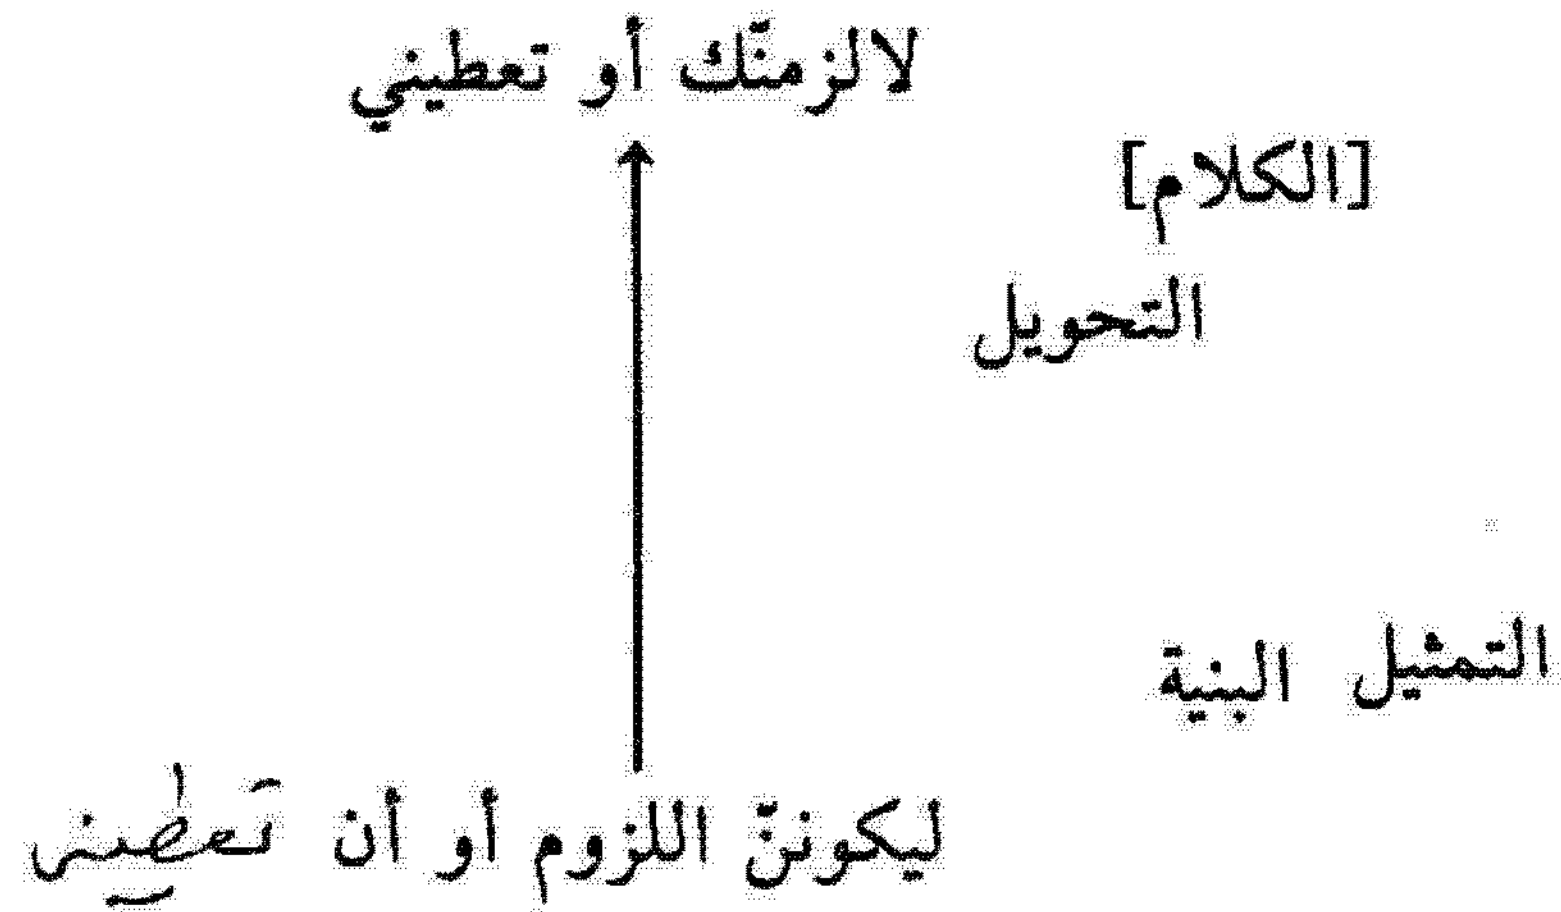 لالزمنّك أو تعطيني
[الكلام]
التحويل
التمثيل البنية
ليكوننّ اللزوم أو أن تعطيني